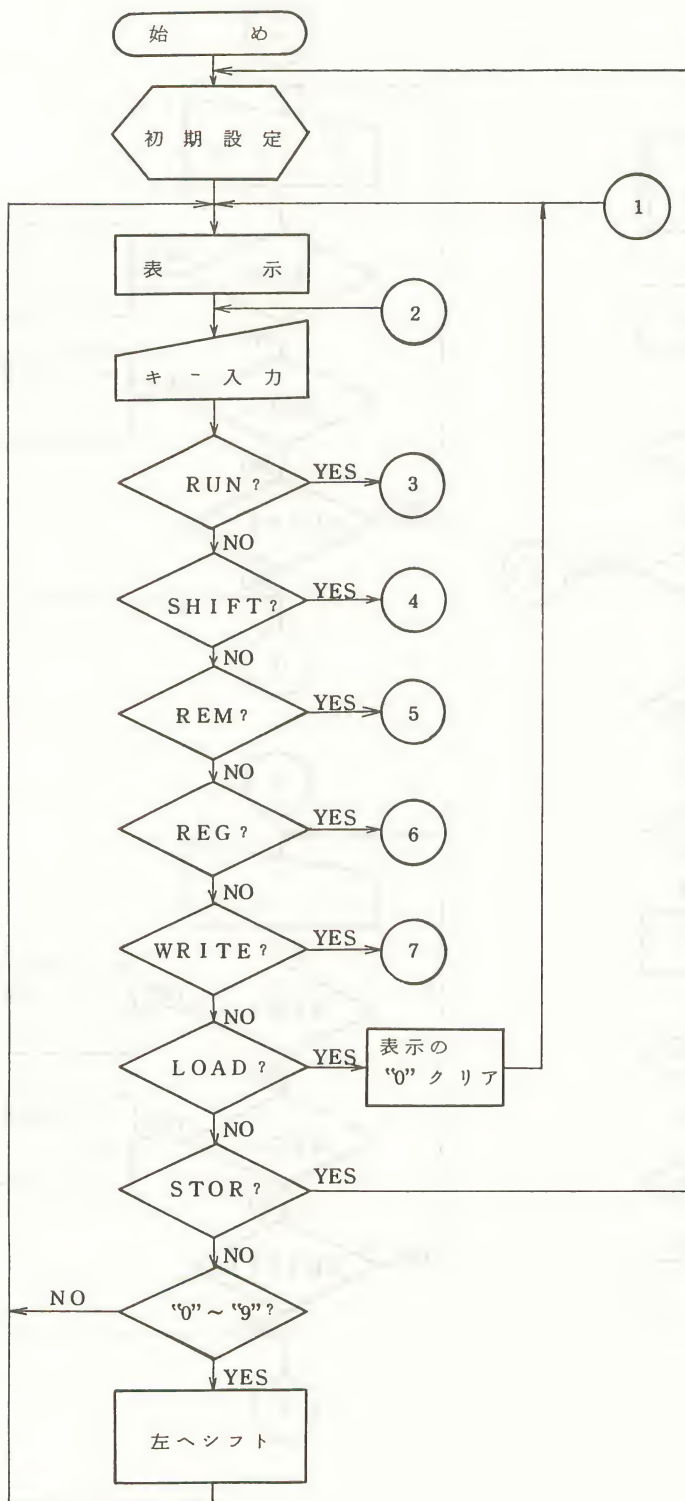 始 め
初期設定
1
表 示
2
キー入力
RUN? YES 3
NO
SHIFT? YES 4
NO
REM? YES 5
NO
REG? YES 6
NO
WRITE? YES 7
NO
LOAD? YES 表示の
“0” クリア
NO
STOR? YES
NO
NO “0”～“9”?
YES
左へシフト